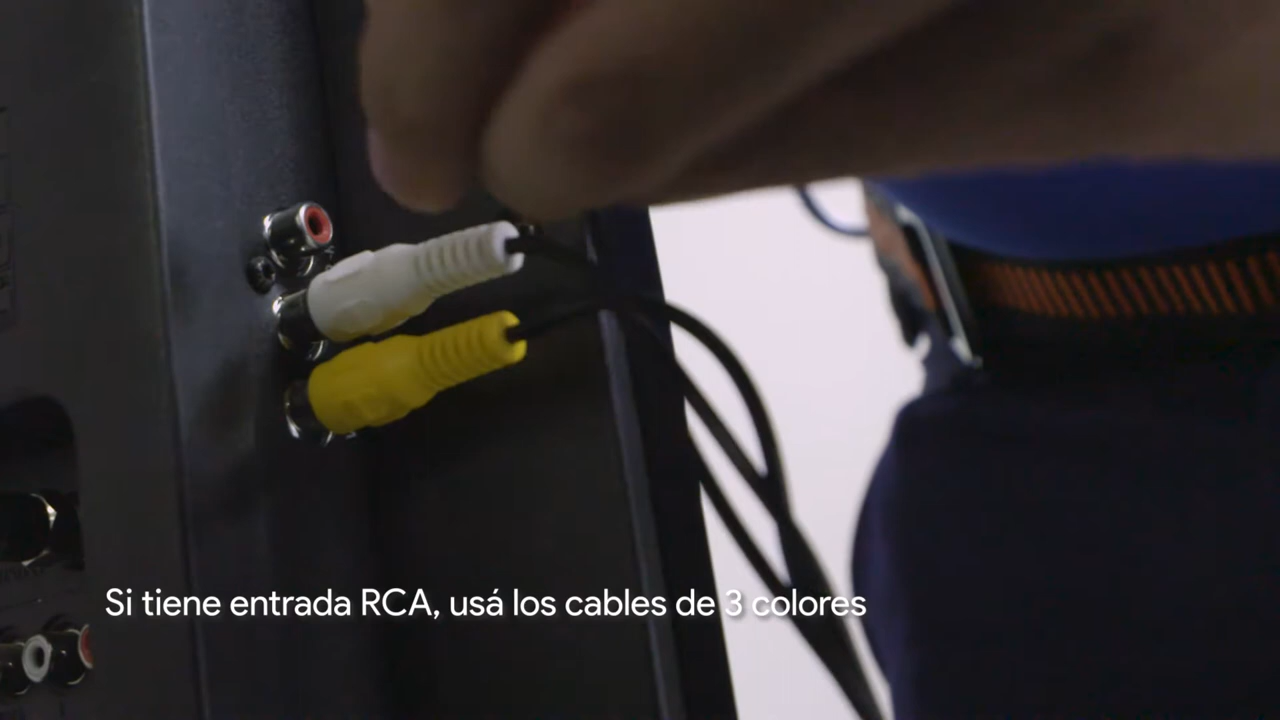 Si tiene entrada RCA, usá los cables de 3 colores